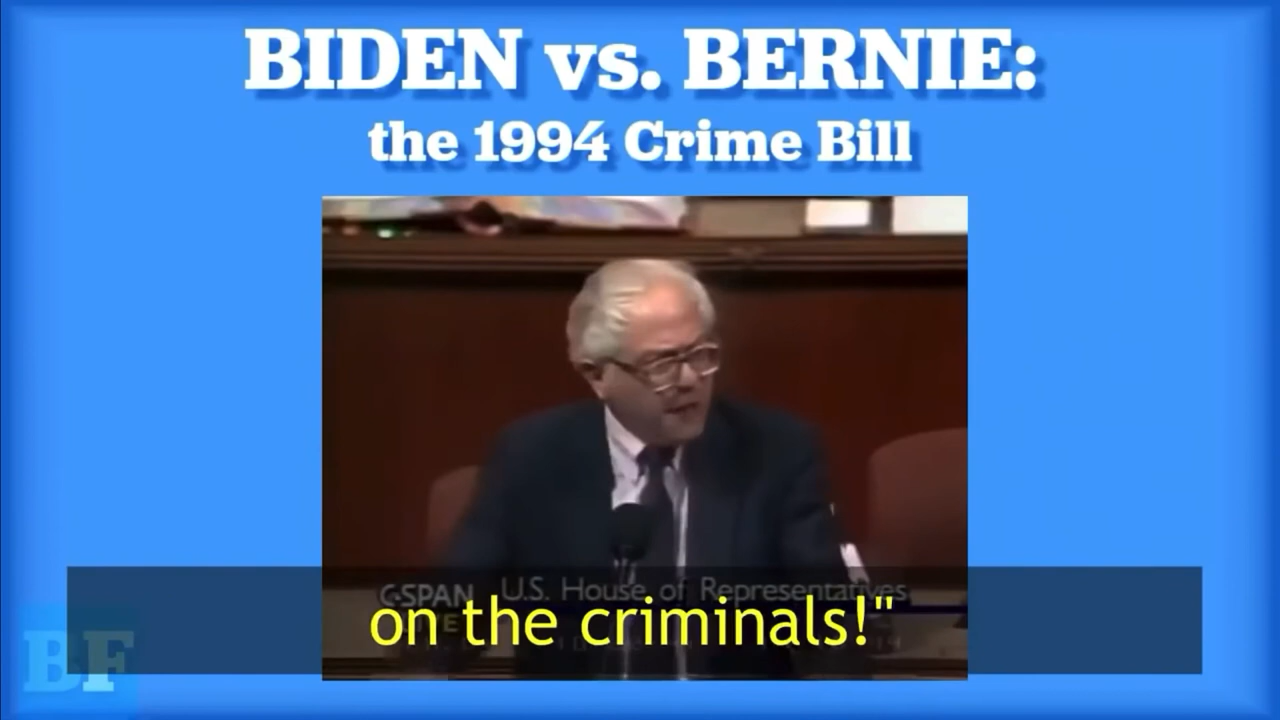 BIDEN vs. BERNIE:
the 1994 Crime Bill
C-SPAN U.S. House of Representatives
on the criminals!"
BF